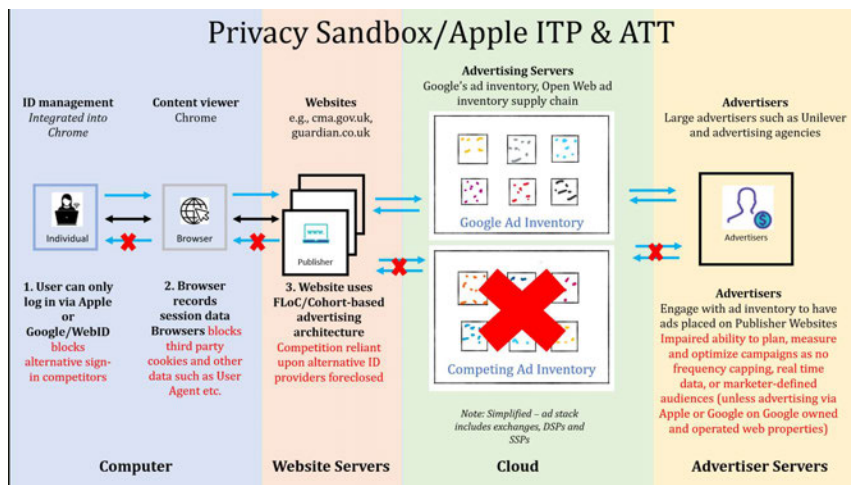 Privacy Sandbox/Apple ITP & ATT
ID management
Integrated into
Chrome
Individual
1. User can only
log in via Apple
or
Google/WebID
blocks
alternative sign-
in competitors
Content viewer
Chrome
Browser
2. Browser
records
session data
Browsers blocks
third party
cookies and other
data such as User
Agent etc.
Computer
Websites
e.g., cma.gov.uk,
guardian.co.uk
Publisher
3. Website uses
FLoC/Cohort-based
advertising
architecture
Competition reliant
upon alternative ID
providers foreclosed
Website Servers
Advertising Servers
Google's ad inventory, Open Web ad
inventory supply chain
Google Ad Inventory
Competing Ad Inventory
Note: Simplified – ad stack
includes exchanges, DSPs and
SSPs
Cloud
Advertisers
Large advertisers such as Unilever
and advertising agencies
Advertisers
Advertisers
Engage with ad inventory to have
ads placed on Publisher Websites
Impaired ability to plan, measure
and optimize campaigns as no
frequency capping, real time
data, or marketer-defined
audiences (unless advertising via
Apple or Google on Google owned
and operated web properties)
Advertiser Servers